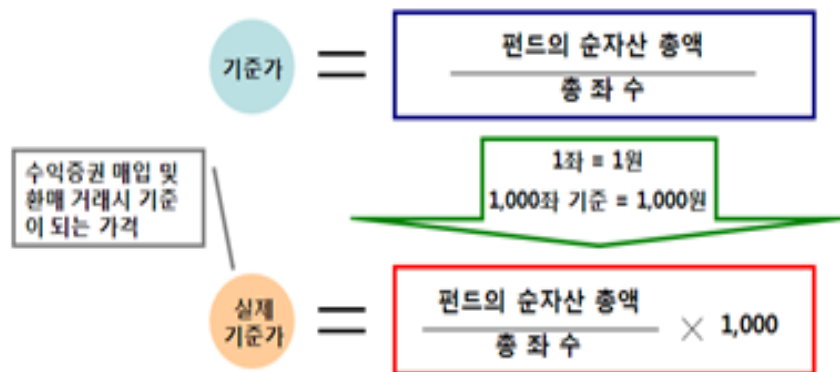 기준가
=
펀드의 순자산 총액
총 좌 수
1좌 = 1원
1,000좌 기준 = 1,000원
수익증권 매입 및
환매 거래시 기준
이 되는 가격
실제
기준가
=
펀드의 순자산 총액
총 좌 수
× 1,000